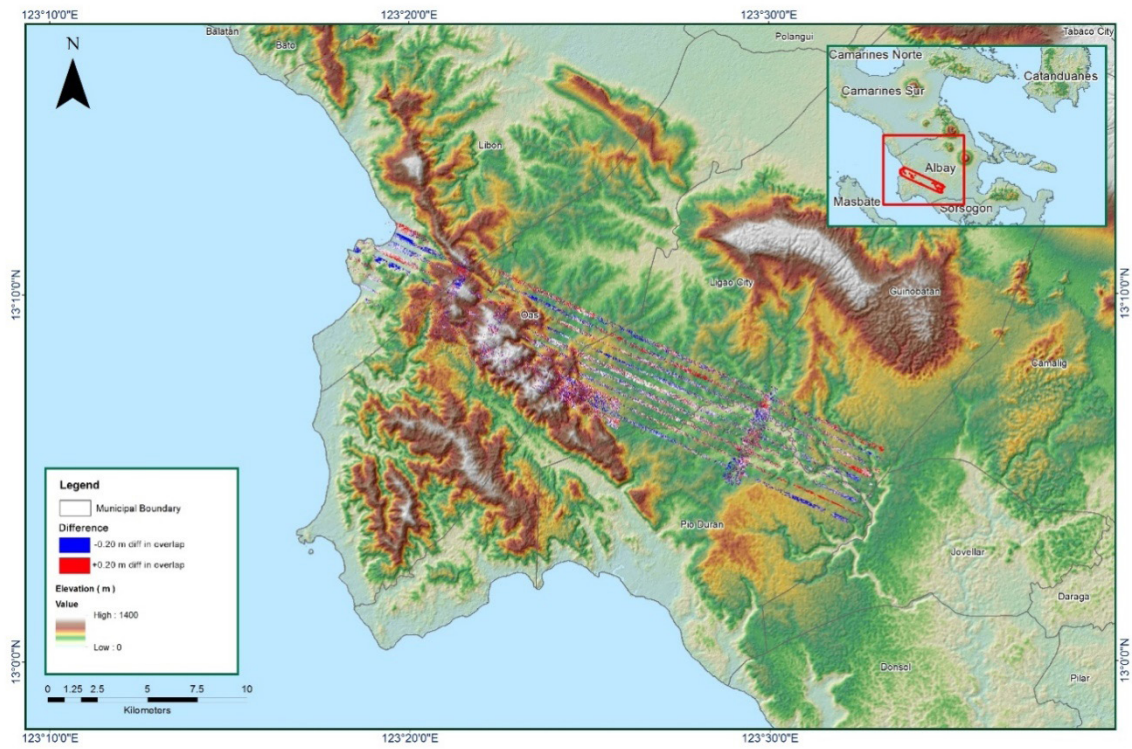 123°10'0"E 123°20'0"E 123°30'0"E
Balatan
Bato
Polangui
Tabaco City
N
Camarines Norte
Catanduanes
Camarines Sur
Albay
Masbate
Sorsogon
Libon
13°10'0"N
13°10'0"N
Ligao City
Guinobatan
Oas
Camalig
Pio Duran
Jovellar
Daraga
Donsol
Pilar
Legend
Municipal Boundary
Difference
-0.20 m diff in overlap
+0.20 m diff in overlap
Elevation ( m )
Value
High : 1400
Low : 0
13°0'0"N
13°0'0"N
0 1.25 2.5 5 7.5 10
Kilometers
123°10'0"E 123°20'0"E 123°30'0"E